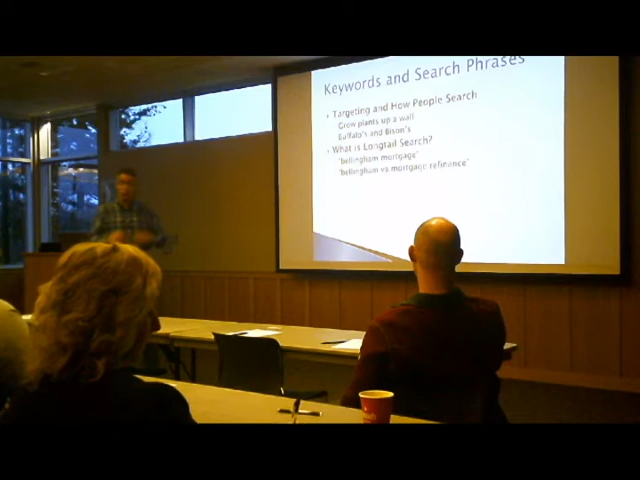 Keywords and Search Phrases
Targeting and How People Search
Grow plants up a wall
Buffalo's and Bison's
What is Longtail Search?
"bellingham mortgage"
"bellingham va mortgage refinance"